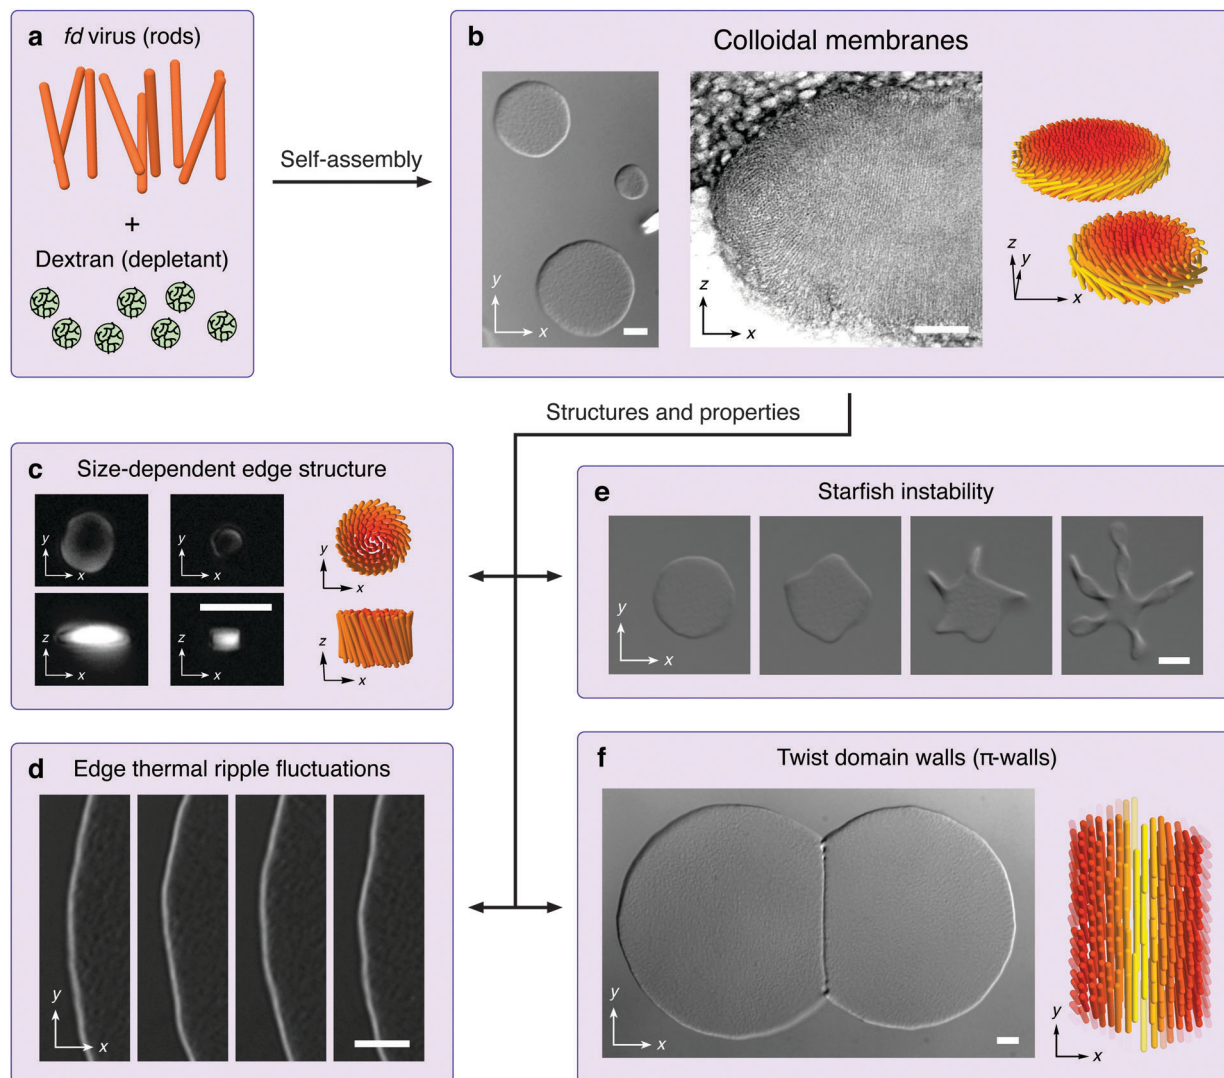 a
fd virus (rods)
+
Dextran (depletant)
Self-assembly
b
Colloidal membranes
y
x
z
x
z
y
x
Structures and properties
c
Size-dependent edge structure
y
x
y
x
y
x
z
x
z
x
z
x
e
Starfish instability
y
x
d
Edge thermal ripple fluctuations
y
x
f
Twist domain walls (π-walls)
y
x
y
x